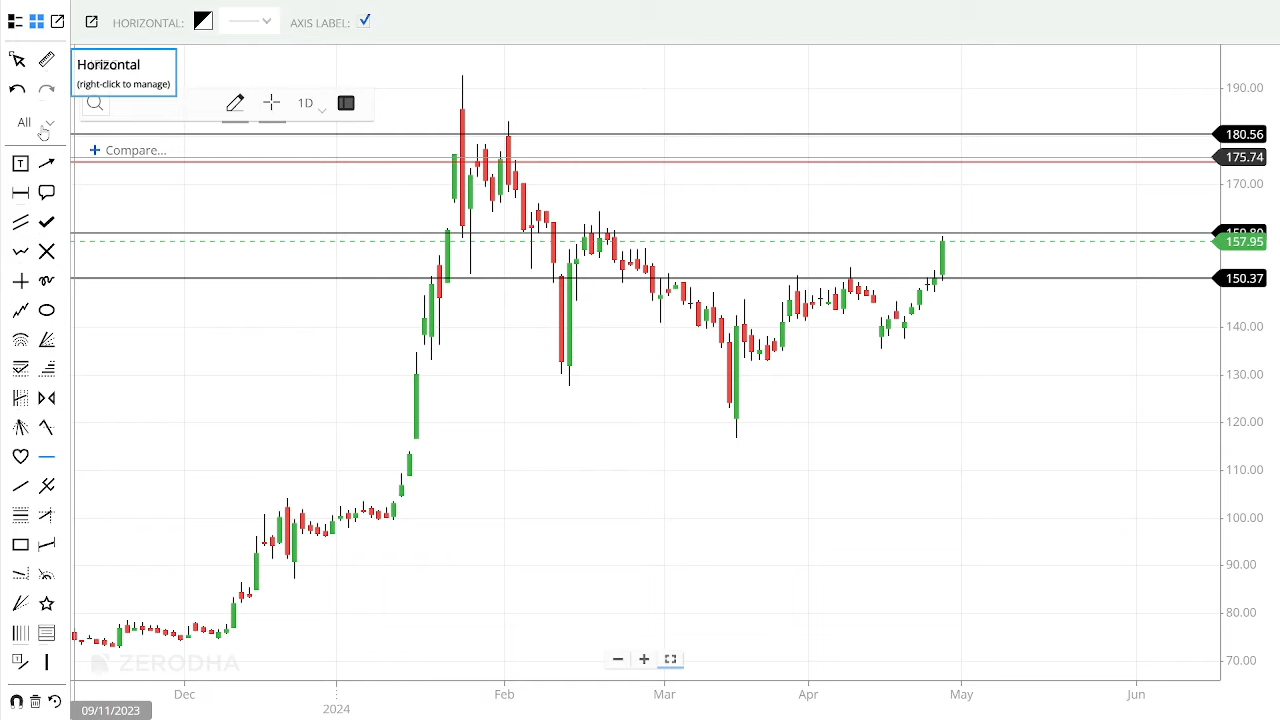 HORIZONTAL:
AXIS LABEL:
Horizontal
(right-click to manage)
1D
All
Compare...
190.00
180.56
175.74
170.00
157.95
150.37
140.00
130.00
120.00
110.00
100.00
90.00
80.00
70.00
ZERODHA
Dec
2024
Feb
Mar
Apr
May
Jun
09/11/2023